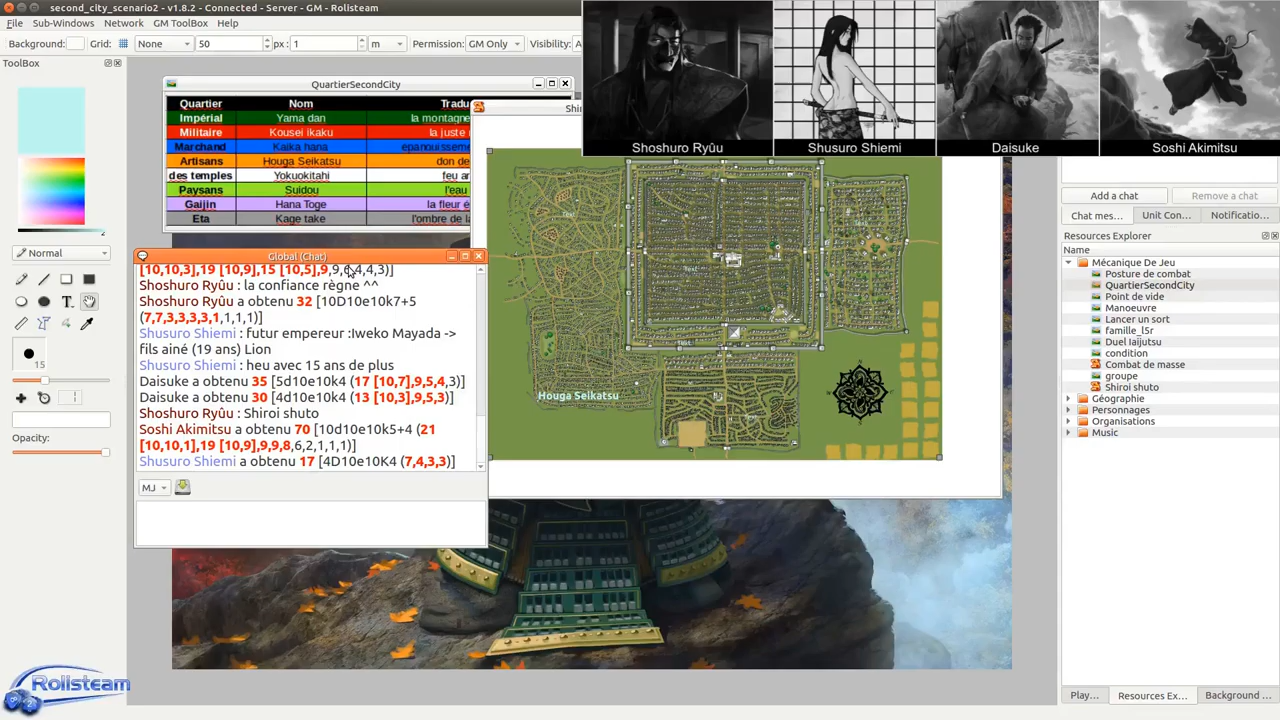 second_city_scenario2 - v1.8.2 - Connected - Server - GM - Rolisteam
File Sub-Windows Network GM ToolBox Help
Background: Grid: None 50 px : 1 m Permission: GM Only Visibility:
ToolBox
Normal
15
Opacity:
Rolisteam
QuartierSecondCity
Quartier Nom Tradu
Impérial Yama dan la montagne
Militaire Kousei ikaku la juste
Marchand Kaika hana epanouisseme
Artisans Houga Seikatsu don de
des temples Yokuokitahi feu ar
Paysans Suidou l'eau
Gaijin Hana Toge la fleur é
Eta Kage take l'ombre de l
Shi
Houga Seikatsu
Text
Text
Text
Global (Chat)
[10,10,3],19 [10,9],15 [10,5],9,9,6,4,4,3)]
Shoshuro Ryûu : la confiance règne ^^
Shoshuro Ryûu a obtenu 32 [10D10e10k7+5
(7,7,3,3,3,3,1,1,1,1)]
Shusuro Shiemi : futur empereur :Iweko Mayada ->
fils ainé (19 ans) Lion
Shusuro Shiemi : heu avec 15 ans de plus
Daisuke a obtenu 35 [5d10e10k4 (17 [10,7],9,5,4,3)]
Daisuke a obtenu 30 [4d10e10k4 (13 [10,3],9,5,3)]
Shoshuro Ryûu : Shiroi shuto
Soshi Akimitsu a obtenu 70 [10d10e10k5+4 (21
[10,10,1],19 [10,9],9,9,8,6,2,1,1,1)]
Shusuro Shiemi a obtenu 17 [4D10e10K4 (7,4,3,3)]
MJ
Shoshuro Ryûu
Shusuro Shiemi
Daisuke
Soshi Akimitsu
Add a chat Remove a chat
Chat mes... Unit Con... Notificatio...
Resources Explorer
Name
Mécanique De Jeu
Posture de combat
QuartierSecondCity
Point de vide
Manoeuvre
Lancer un sort
famille_l5r
Duel Iaijutsu
condition
Combat de masse
groupe
Shiroi shuto
Géographie
Personnages
Organisations
Music
Play... Resources Ex... Background ...